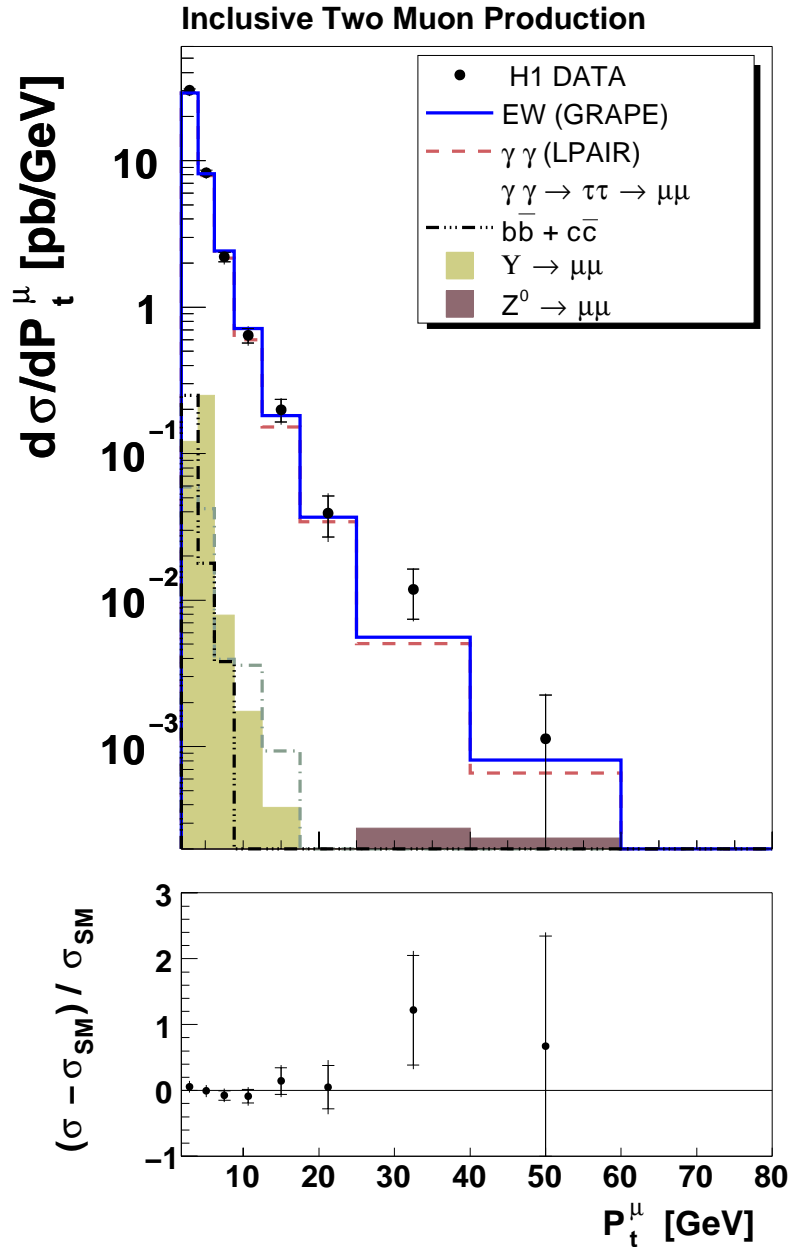 Inclusive Two Muon Production
dσ/dP_t^μ [pb/GeV]
H1 DATA
EW (GRAPE)
γ γ (LPAIR)
γ γ → ττ → μμ
bb̅ + cc̅
Υ → μμ
Z⁰ → μμ
10
1
10⁻¹
10⁻²
10⁻³
(σ − σ_SM) / σ_SM
3
2
1
0
−1
10 20 30 40 50 60 70 80
P_t^μ [GeV]